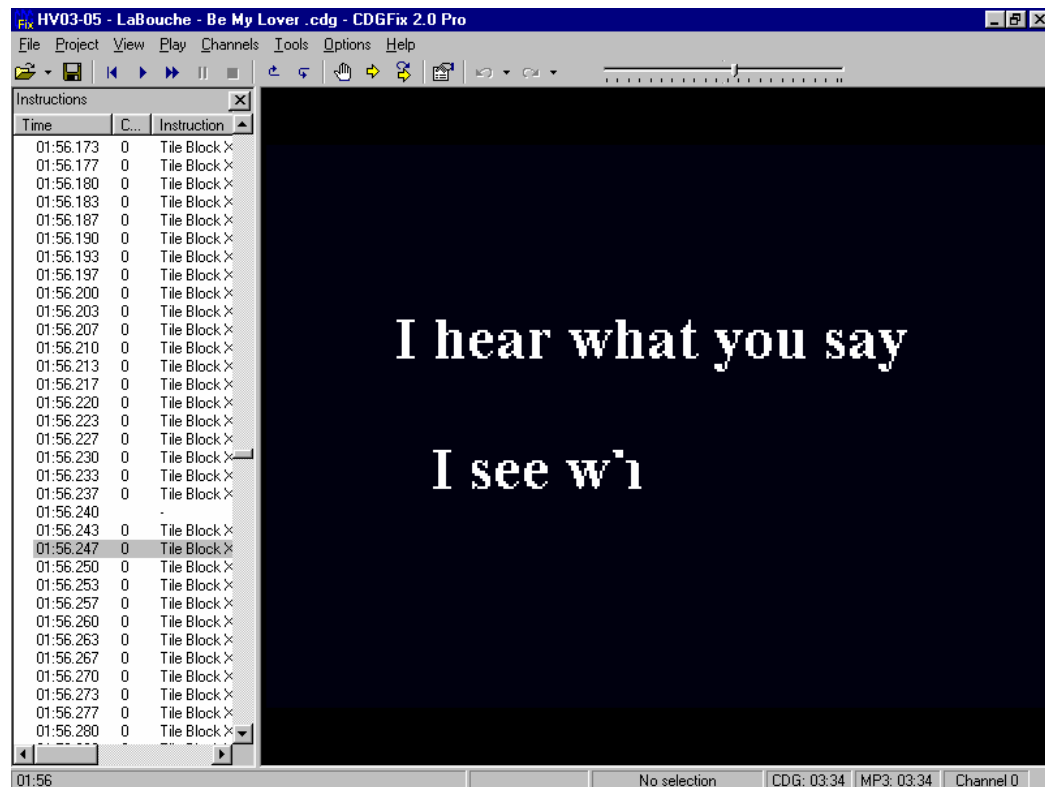 Fix HV03-05 - LaBouche - Be My Lover .cdg - CDGFix 2.0 Pro
File Project View Play Channels Tools Options Help
Instructions
Time C... Instruction
01:56.173 0 Tile Block X
01:56.177 0 Tile Block X
01:56.180 0 Tile Block X
01:56.183 0 Tile Block X
01:56.187 0 Tile Block X
01:56.190 0 Tile Block X
01:56.193 0 Tile Block X
01:56.197 0 Tile Block X
01:56.200 0 Tile Block X
01:56.203 0 Tile Block X
01:56.207 0 Tile Block X
01:56.210 0 Tile Block X
01:56.213 0 Tile Block X
01:56.217 0 Tile Block X
01:56.220 0 Tile Block X
01:56.223 0 Tile Block X
01:56.227 0 Tile Block X
01:56.230 0 Tile Block X
01:56.233 0 Tile Block X
01:56.237 0 Tile Block X
01:56.240 -
01:56.243 0 Tile Block X
01:56.247 0 Tile Block X
01:56.250 0 Tile Block X
01:56.253 0 Tile Block X
01:56.257 0 Tile Block X
01:56.260 0 Tile Block X
01:56.263 0 Tile Block X
01:56.267 0 Tile Block X
01:56.270 0 Tile Block X
01:56.273 0 Tile Block X
01:56.277 0 Tile Block X
01:56.280 0 Tile Block X
I hear what you say
I see w
01:56 No selection CDG: 03:34 MP3: 03:34 Channel 0